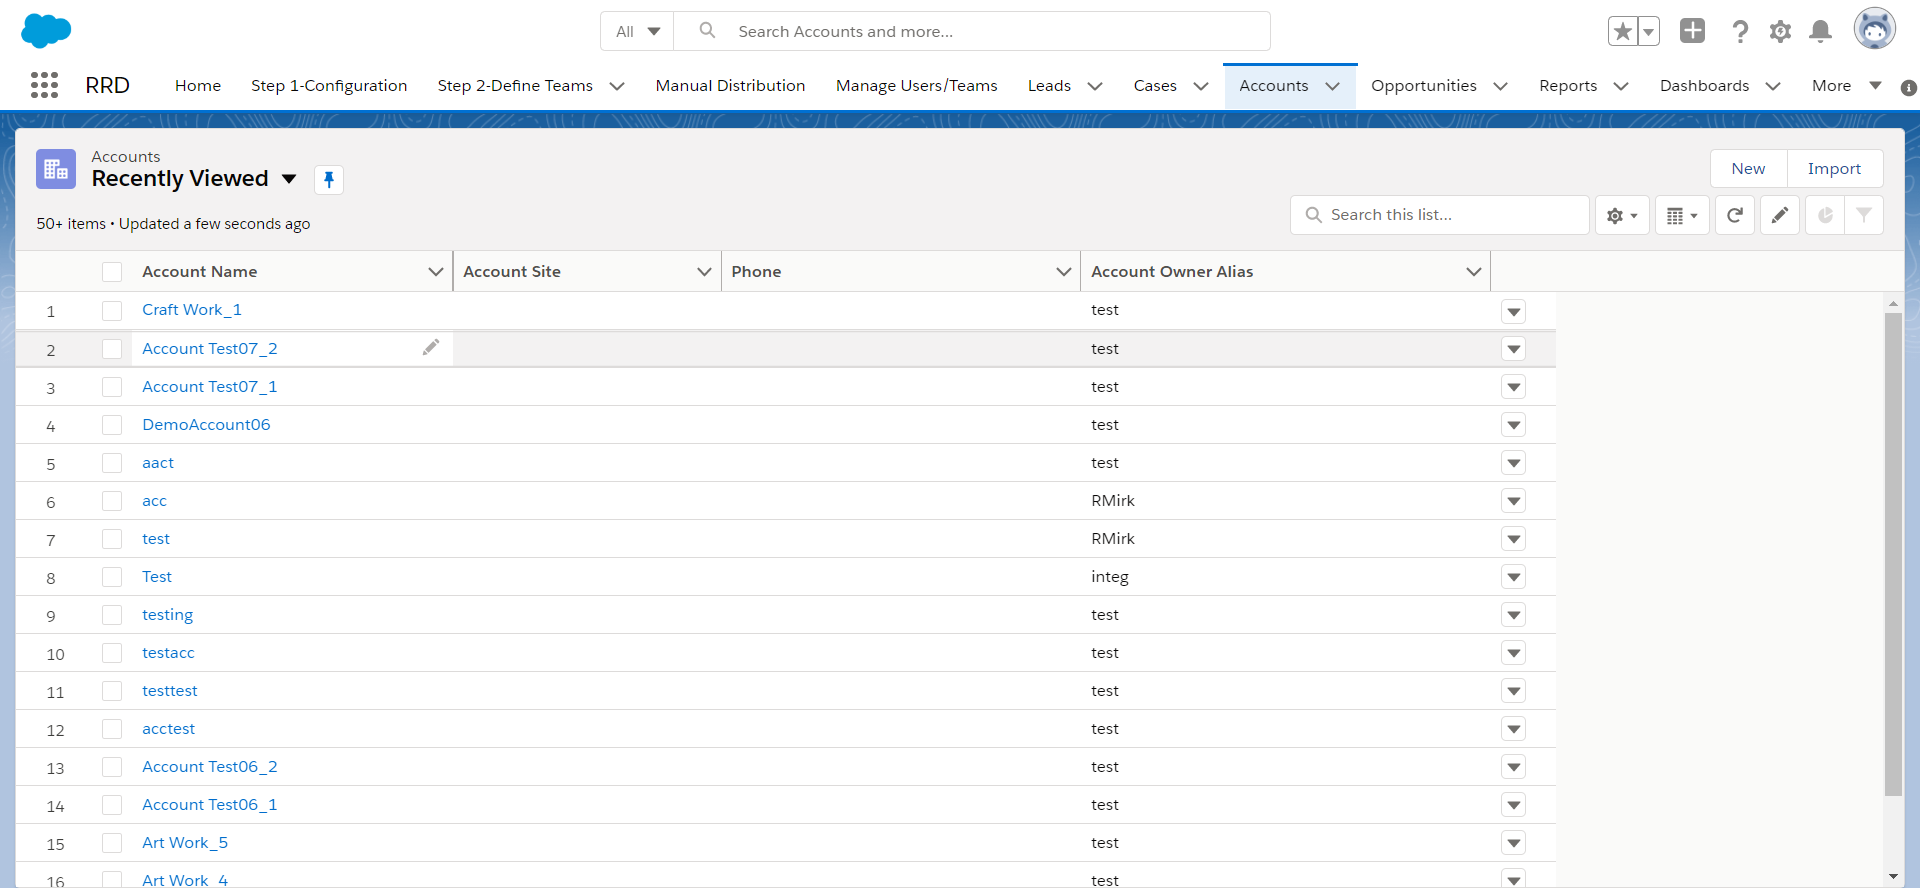 All Search Accounts and more...
RRD Home Step 1-Configuration Step 2-Define Teams Manual Distribution Manage Users/Teams Leads Cases Accounts Opportunities Reports Dashboards More
Accounts
Recently Viewed
New Import
50+ items • Updated a few seconds ago
Search this list...
Account Name Account Site Phone Account Owner Alias
1 Craft Work_1 test
2 Account Test07_2 test
3 Account Test07_1 test
4 DemoAccount06 test
5 aact test
6 acc RMirk
7 test RMirk
8 Test integ
9 testing test
10 testacc test
11 testtest test
12 acctest test
13 Account Test06_2 test
14 Account Test06_1 test
15 Art Work_5 test
16 Art Work_4 test